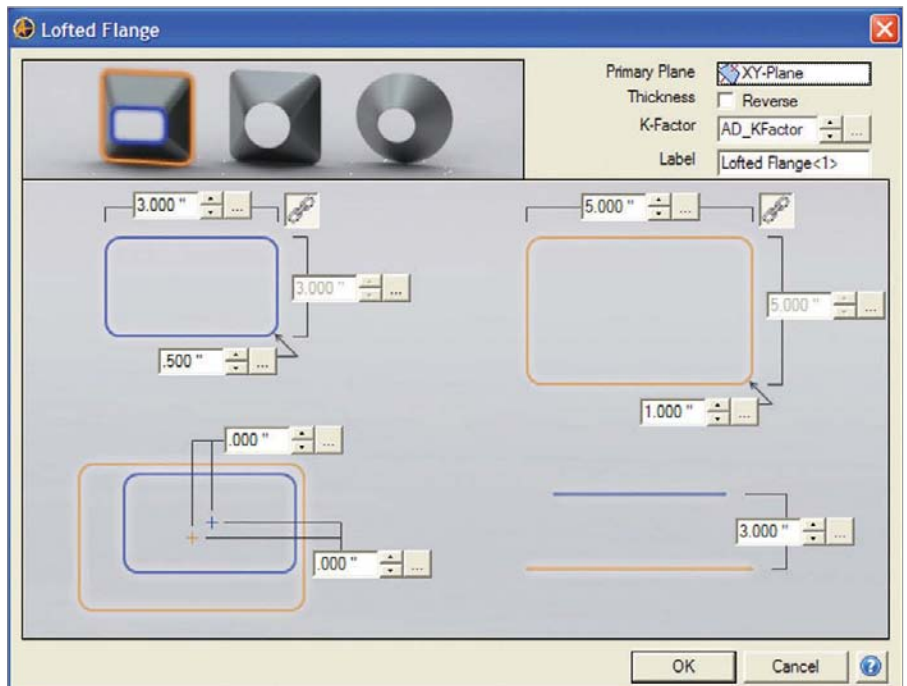 Lofted Flange
Primary Plane XY-Plane
Thickness Reverse
K-Factor AD_KFactor ...
Label Lofted Flange<1>
3.000 " ...
5.000 " ...
3.000 " ...
5.000 " ...
.500 " ...
1.000 " ...
.000 " ...
3.000 " ...
.000 " ...
OK Cancel ?